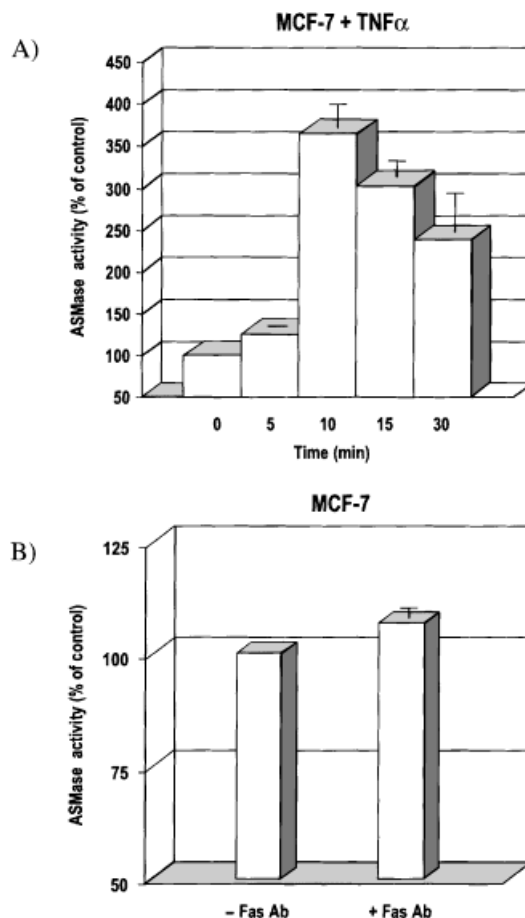 MCF-7 + TNFα
A)
450
400
350
300
250
200
150
100
50
ASMase activity (% of control)
0 5 10 15 30
Time (min)
MCF-7
B)
125
100
75
50
ASMase activity (% of control)
– Fas Ab + Fas Ab